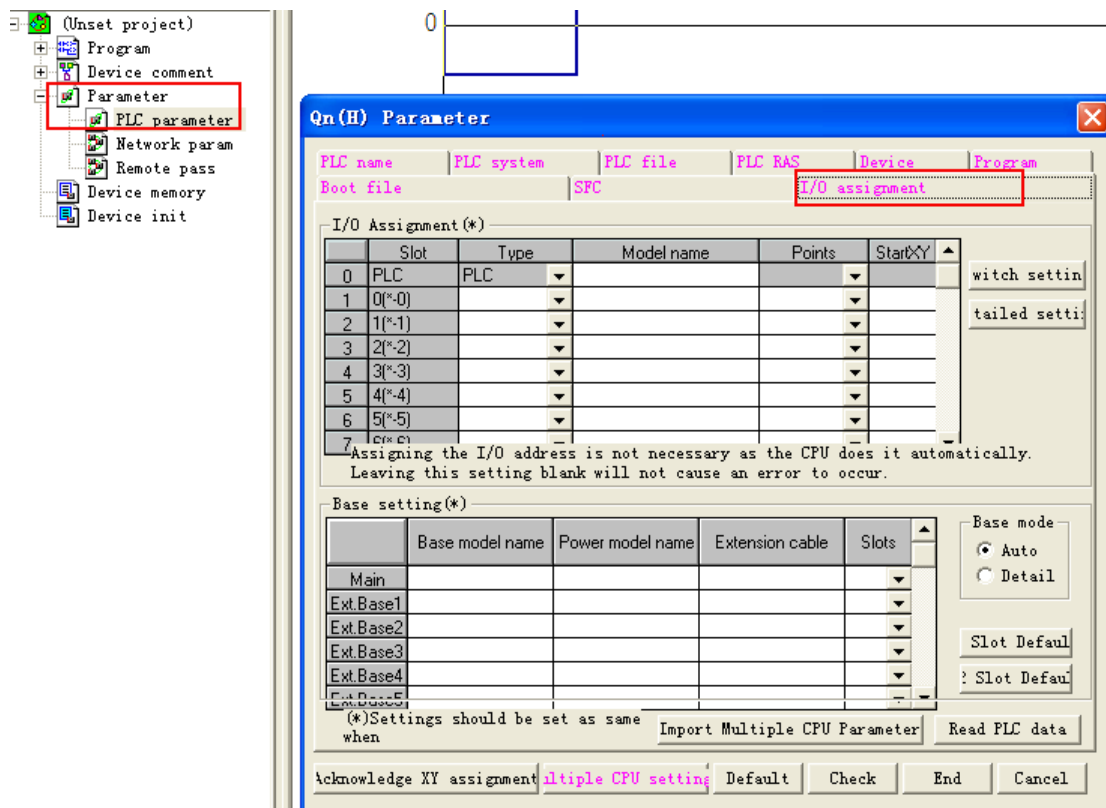 (Unset project)
Program
Device comment
Parameter
PLC parameter
Network param
Remote pass
Device memory
Device init
0
Qn(H) Parameter
PLC name PLC system PLC file PLC RAS Device Program
Boot file SFC I/O assignment
I/O Assignment(*)
Slot Type Model name Points StartXY
0 PLC PLC
1 0(*-0)
2 1(*-1)
3 2(*-2)
4 3(*-3)
5 4(*-4)
6 5(*-5)
7 6(*-6)
witch settin
tailed setti
Assigning the I/O address is not necessary as the CPU does it automatically.
Leaving this setting blank will not cause an error to occur.
Base setting(*)
Base model name Power model name Extension cable Slots
Main
Ext.Base1
Ext.Base2
Ext.Base3
Ext.Base4
Ext.Base5
Base mode
Auto
Detail
Slot Defaul
Slot Defau
(*)Settings should be set as same
when
Import Multiple CPU Parameter Read PLC data
Acknowledge XY assignment ultiple CPU setting Default Check End Cancel